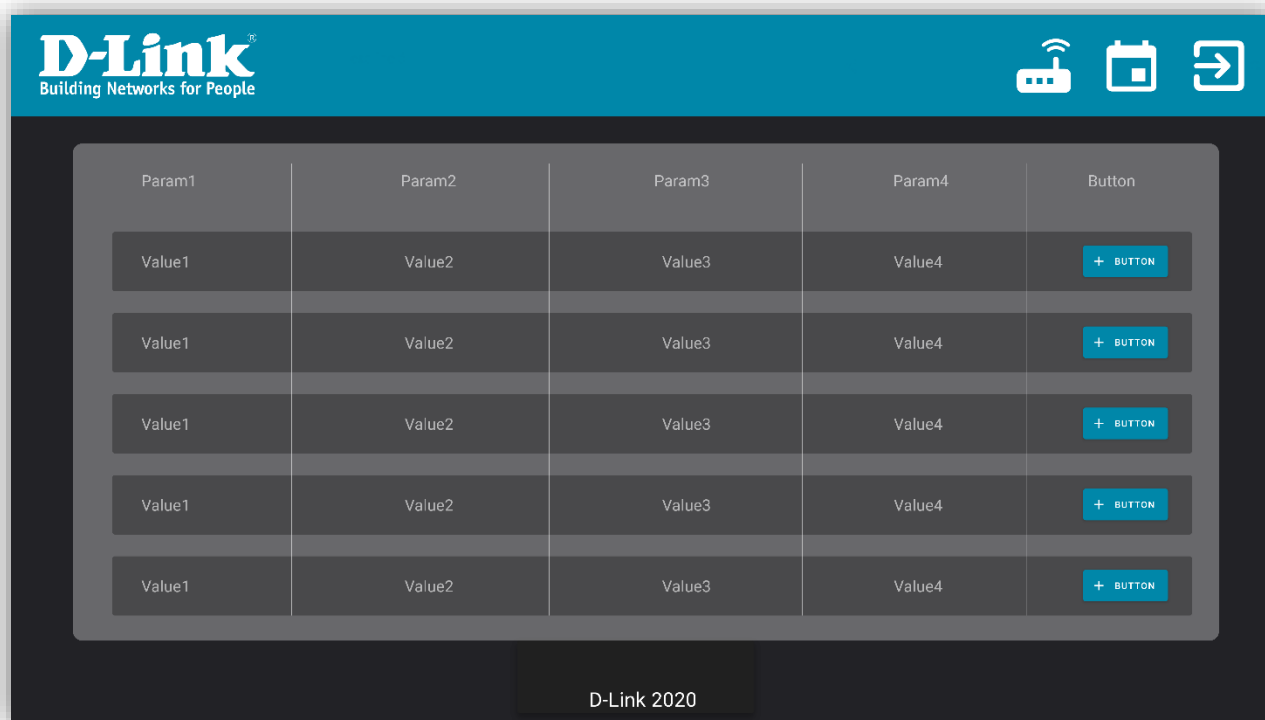 D-Link®
Building Networks for People
Param1 Param2 Param3 Param4 Button
Value1 Value2 Value3 Value4 + BUTTON
Value1 Value2 Value3 Value4 + BUTTON
Value1 Value2 Value3 Value4 + BUTTON
Value1 Value2 Value3 Value4 + BUTTON
Value1 Value2 Value3 Value4 + BUTTON
D-Link 2020